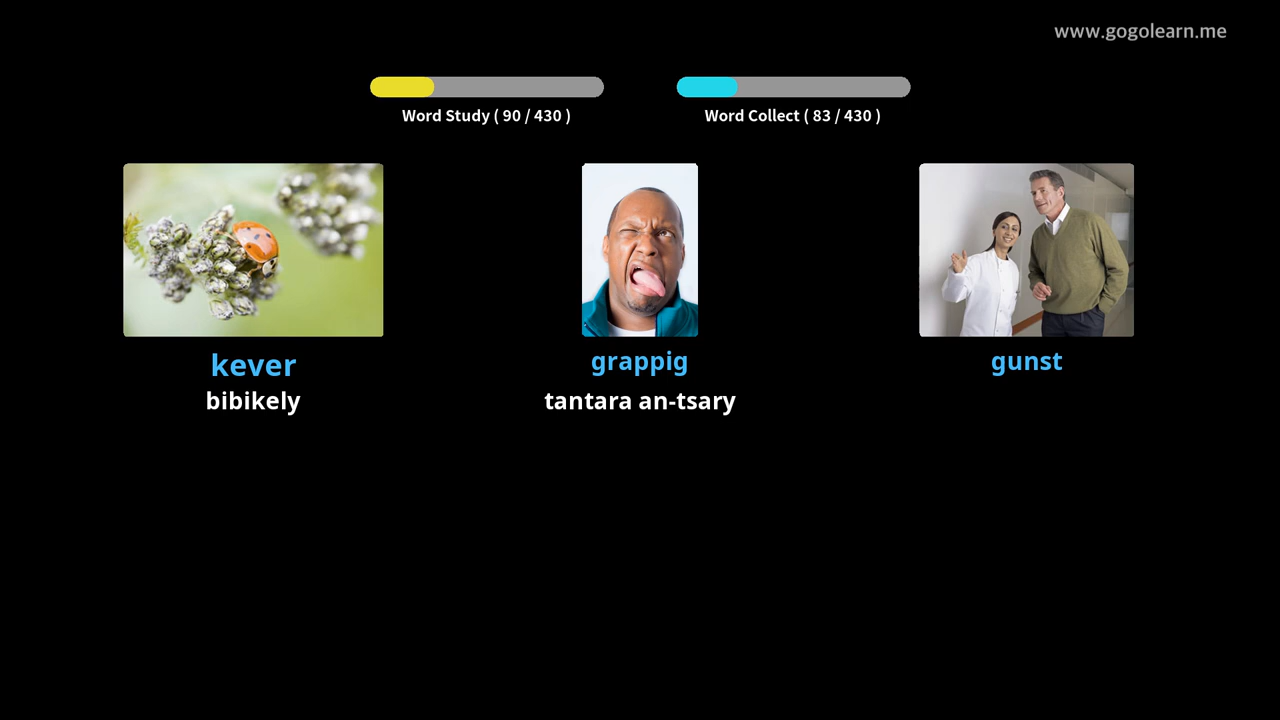 www.gogolearn.me
Word Study ( 90 / 430 )
Word Collect ( 83 / 430 )
kever
bibikely
grappig
tantara an-tsary
gunst